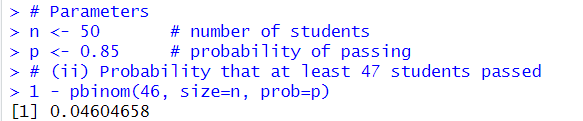 > # Parameters
> n <- 50       # number of students
> p <- 0.85     # probability of passing
> # (ii) Probability that at least 47 students passed
> 1 - pbinom(46, size=n, prob=p)
[1] 0.04604658